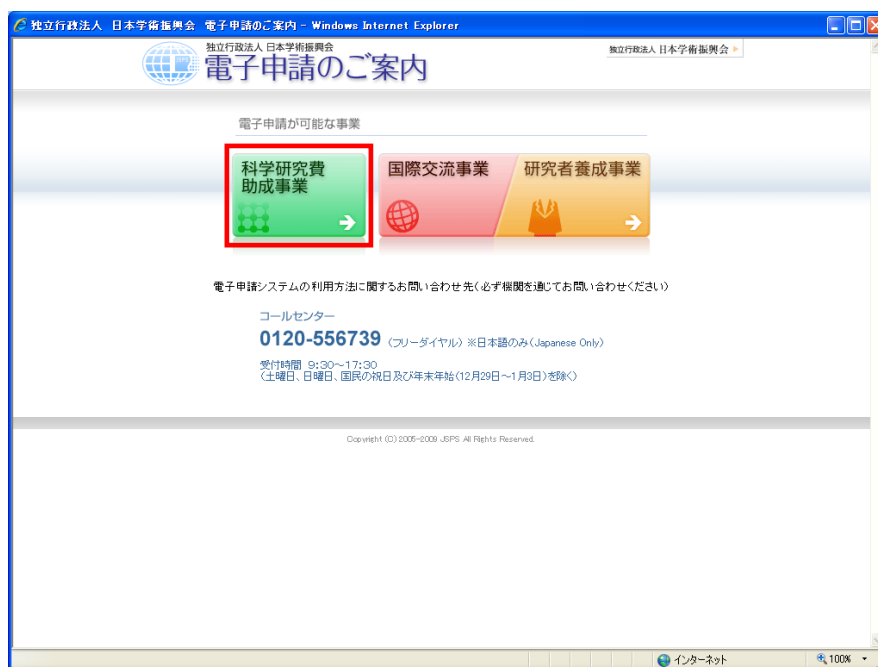 独立行政法人　日本学術振興会　電子申請のご案内 - Windows Internet Explorer
独立行政法人 日本学術振興会
電子申請のご案内
独立行政法人 日本学術振興会
電子申請が可能な事業
科学研究費
助成事業
国際交流事業
研究者養成事業
電子申請システムの利用方法に関するお問い合わせ先(必ず機関を通じてお問い合わせください)
コールセンター
0120-556739 (フリーダイヤル) ※日本語のみ(Japanese Only)
受付時間 9:30~17:30
(土曜日、日曜日、国民の祝日及び年末年始(12月29日~1月3日)を除く)
Copyright (C) 2005-2009 JSPS All Rights Reserved.
インターネット
100%